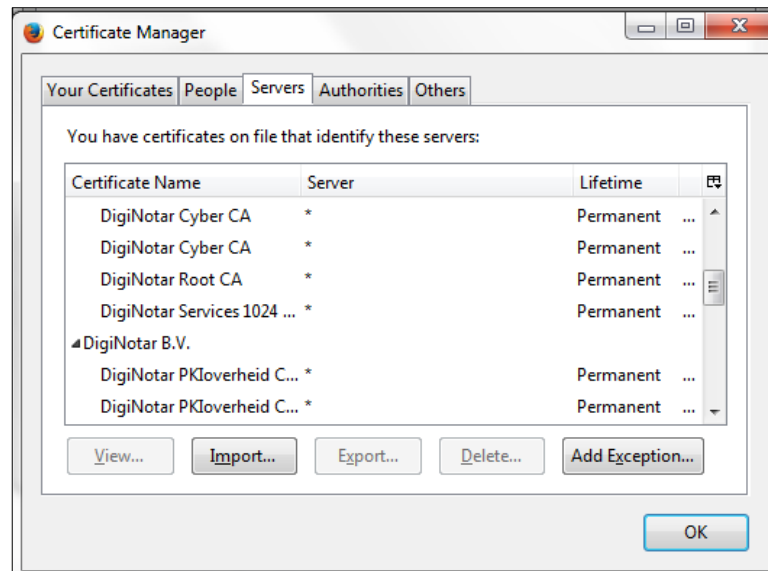 Certificate Manager
Your Certificates People Servers Authorities Others
You have certificates on file that identify these servers:
Certificate Name Server Lifetime
DigiNotar Cyber CA * Permanent ...
DigiNotar Cyber CA * Permanent ...
DigiNotar Root CA * Permanent ...
DigiNotar Services 1024 ... * Permanent ...
DigiNotar B.V.
DigiNotar PKIoverheid C... * Permanent ...
DigiNotar PKIoverheid C... * Permanent ...
View... Import... Export... Delete... Add Exception...
OK